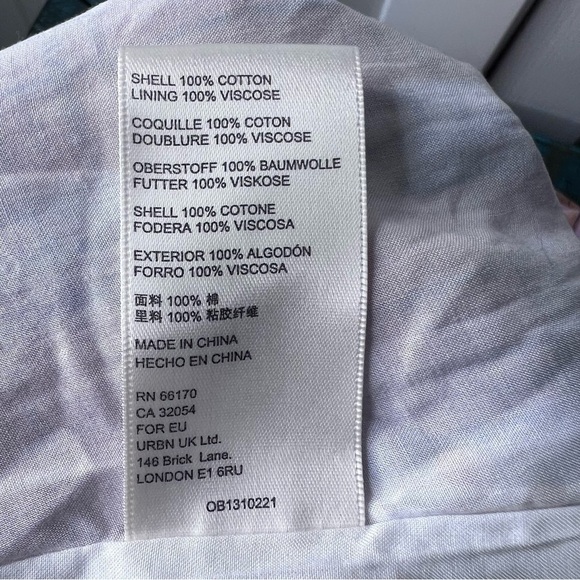 SHELL 100% COTTON
LINING 100% VISCOSE
COQUILLE 100% COTON
DOUBLURE 100% VISCOSE
OBERSTOFF 100% BAUMWOLLE
FUTTER 100% VISKOSE
SHELL 100% COTONE
FODERA 100% VISCOSA
EXTERIOR 100% ALGODÓN
FORRO 100% VISCOSA
面料 100% 棉
里料 100% 粘胶纤维
MADE IN CHINA
HECHO EN CHINA
RN 66170
CA 32054
FOR EU
URBN UK Ltd.
146 Brick Lane.
LONDON E1 6RU
OB1310221